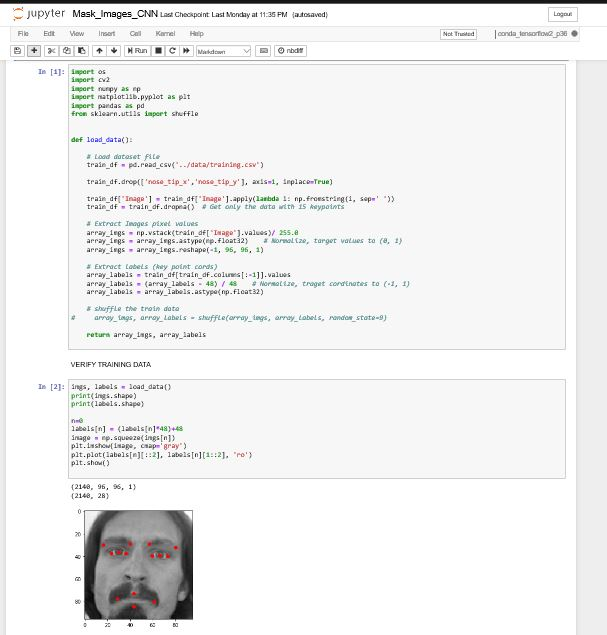 jupyter Mask_Images_CNN Last Checkpoint: Last Monday at 11:35 PM (autosaved)
Logout
File Edit View Insert Cell Kernel Help
Not Trusted conda_tensorflow2_p36
Run Markdown nbdiff
In [1]:
import os
import cv2
import numpy as np
import matplotlib.pyplot as plt
import pandas as pd
from sklearn.utils import shuffle
def load_data():
# Load dataset file
train_df = pd.read_csv('../data/training.csv')
train_df.drop(['nose_tip_x','nose_tip_y'], axis=1, inplace=True)
train_df['Image'] = train_df['Image'].apply(lambda i: np.fromstring(i, sep=' '))
train_df = train_df.dropna() # Get only the data with 15 keypoints
# Extract Images pixel values
array_imgs = np.vstack(train_df['Image'].values)/ 255.0
array_imgs = array_imgs.astype(np.float32) # Normalize, target values to (0, 1)
array_imgs = array_imgs.reshape(-1, 96, 96, 1)
# Extract labels (key point cords)
array_labels = train_df[train_df.columns[:-1]].values
array_labels = (array_labels - 48) / 48 # Normalize, traget cordinates to (-1, 1)
array_labels = array_labels.astype(np.float32)
# shuffle the train data
# array_imgs, array_labels = shuffle(array_imgs, array_labels, random_state=9)
return array_imgs, array_labels
VERIFY TRAINING DATA
In [2]:
imgs, labels = load_data()
print(imgs.shape)
print(labels.shape)
n=0
labels[n] = (labels[n]*48)+48
image = np.squeeze(imgs[n])
plt.imshow(image, cmap='gray')
plt.plot(labels[n][::2], labels[n][1::2], 'ro')
plt.show()
(2140, 96, 96, 1)
(2140, 28)
0
20
40
60
80
0 20 40 60 80